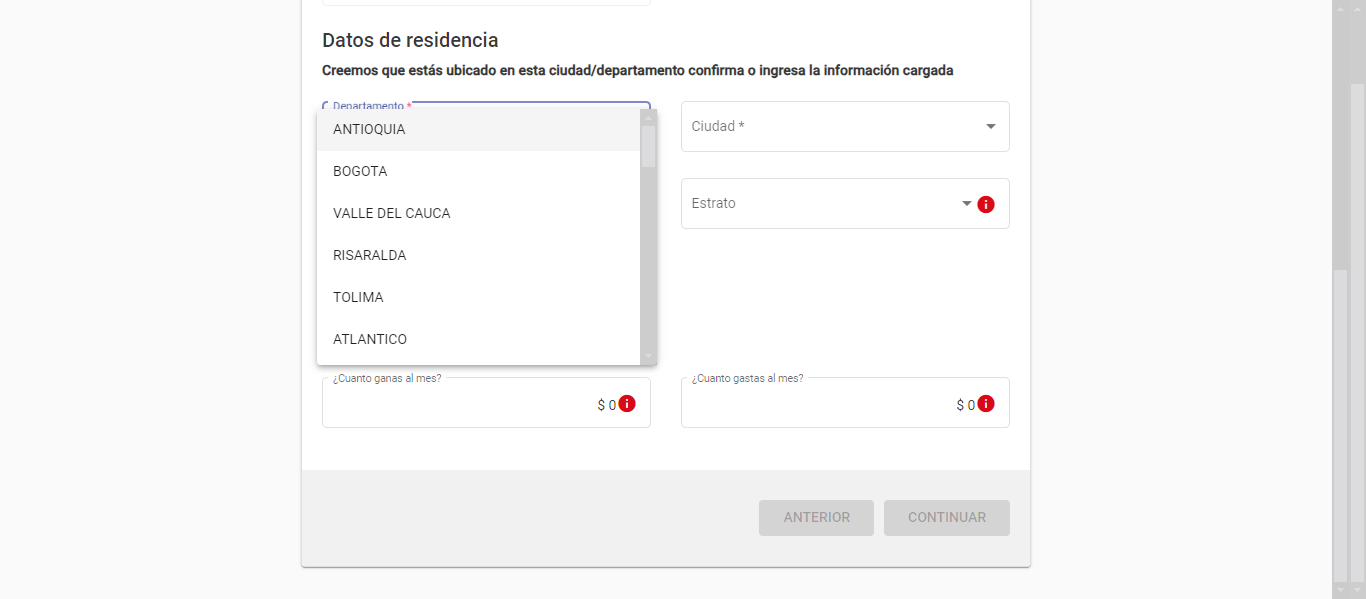 Datos de residencia
Creemos que estás ubicado en esta ciudad/departamento confirma o ingresa la información cargada
Departamento *
ANTIOQUIA
BOGOTA
VALLE DEL CAUCA
RISARALDA
TOLIMA
ATLANTICO
Ciudad *
Estrato
¿Cuanto ganas al mes?
$ 0
¿Cuanto gastas al mes?
$ 0
ANTERIOR
CONTINUAR